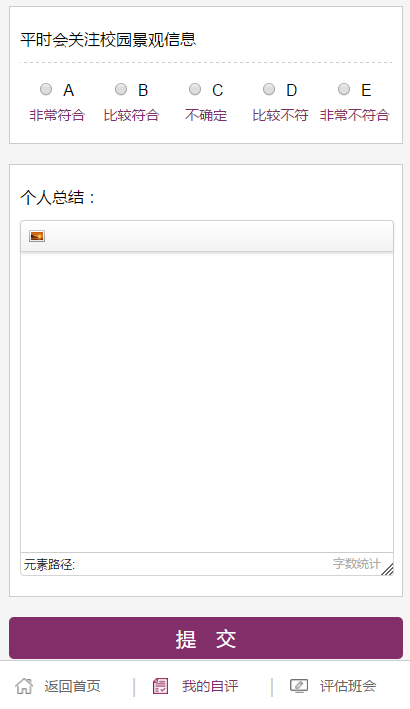 平时会关注校园景观信息
A B C D E
非常符合 比较符合 不确定 比较不符 非常不符合
个人总结：
元素路径: 字数统计
提 交
返回首页 | 我的自评 | 评估班会